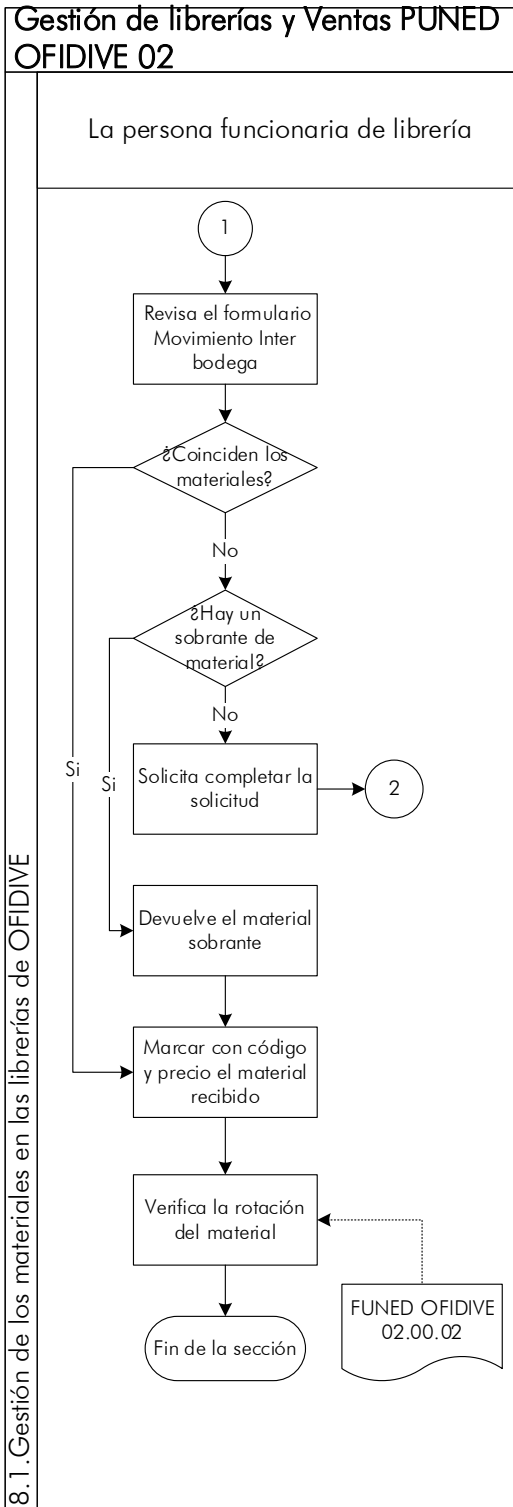 Gestión de librerías y Ventas PUNED
OFIDIVE 02
La persona funcionaria de librería
8.1.Gestión de los materiales en las librerías de OFIDIVE
1
Revisa el formulario
Movimiento Inter
bodega
¿Coinciden los
materiales?
No
¿Hay un
sobrante de
material?
No
Si
Si
Solicita completar la
solicitud
2
Devuelve el material
sobrante
Marcar con código
y precio el material
recibido
Verifica la rotación
del material
FUNED OFIDIVE
02.00.02
Fin de la sección